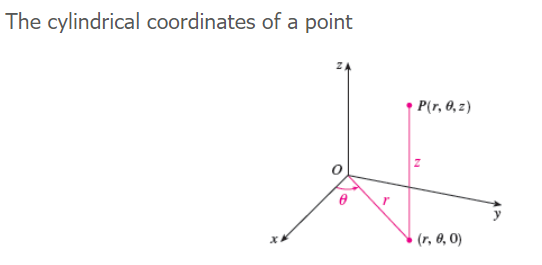 The cylindrical coordinates of a point
z
P(r, θ, z)
O
z
θ
r
y
x
(r, θ, 0)